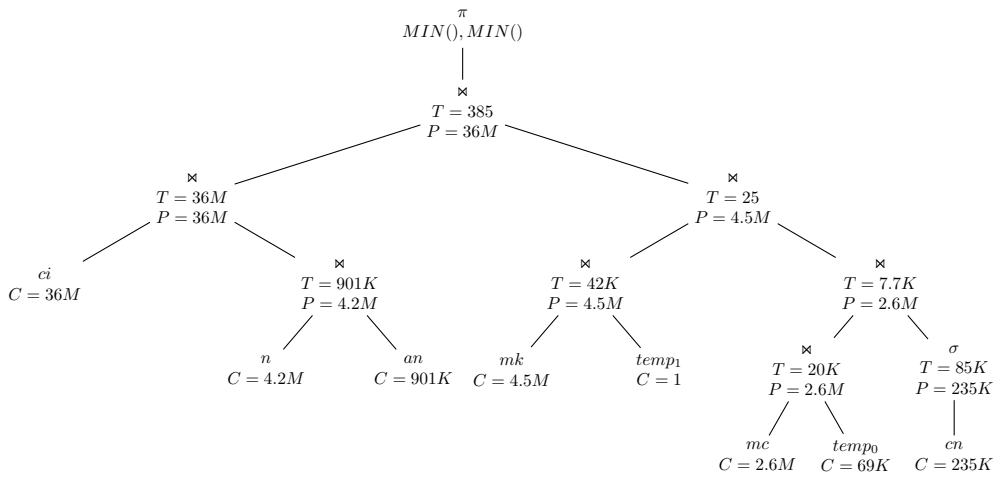 π
MIN(), MIN()
⋈
T = 385
P = 36M
⋈
T = 36M
P = 36M
⋈
T = 25
P = 4.5M
ci
C = 36M
⋈
T = 901K
P = 4.2M
⋈
T = 42K
P = 4.5M
⋈
T = 7.7K
P = 2.6M
n
C = 4.2M
an
C = 901K
mk
C = 4.5M
temp₁
C = 1
⋈
T = 20K
P = 2.6M
σ
T = 85K
P = 235K
mc
C = 2.6M
temp₀
C = 69K
cn
C = 235K